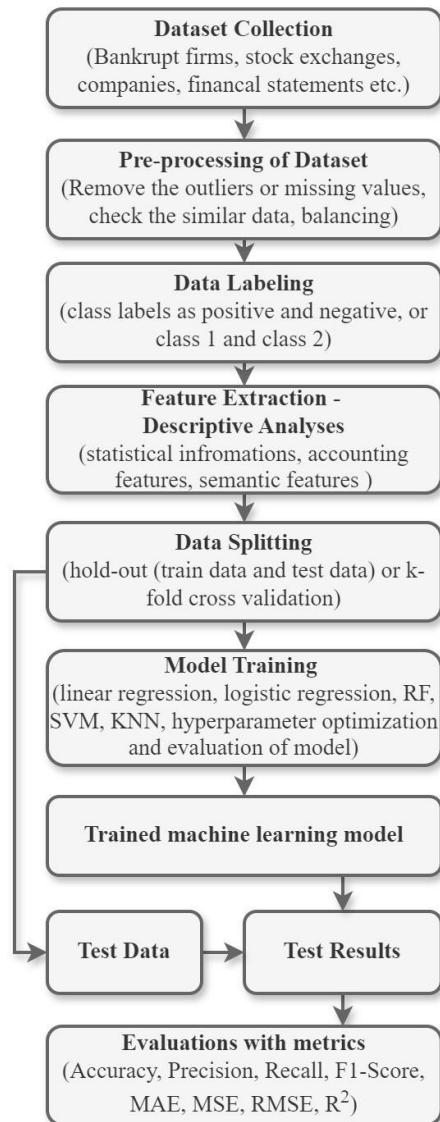 Dataset Collection
(Bankrupt firms, stock exchanges,
companies, financal statements etc.)
Pre-processing of Dataset
(Remove the outliers or missing values,
check the similar data, balancing)
Data Labeling
(class labels as positive and negative, or
class 1 and class 2)
Feature Extraction -
Descriptive Analyses
(statistical infromations, accounting
features, semantic features )
Data Splitting
(hold-out (train data and test data) or k-
fold cross validation)
Model Training
(linear regression, logistic regression, RF,
SVM, KNN, hyperparameter optimization
and evaluation of model)
Trained machine learning model
Test Data
Test Results
Evaluations with metrics
(Accuracy, Precision, Recall, F1-Score,
MAE, MSE, RMSE, R²)